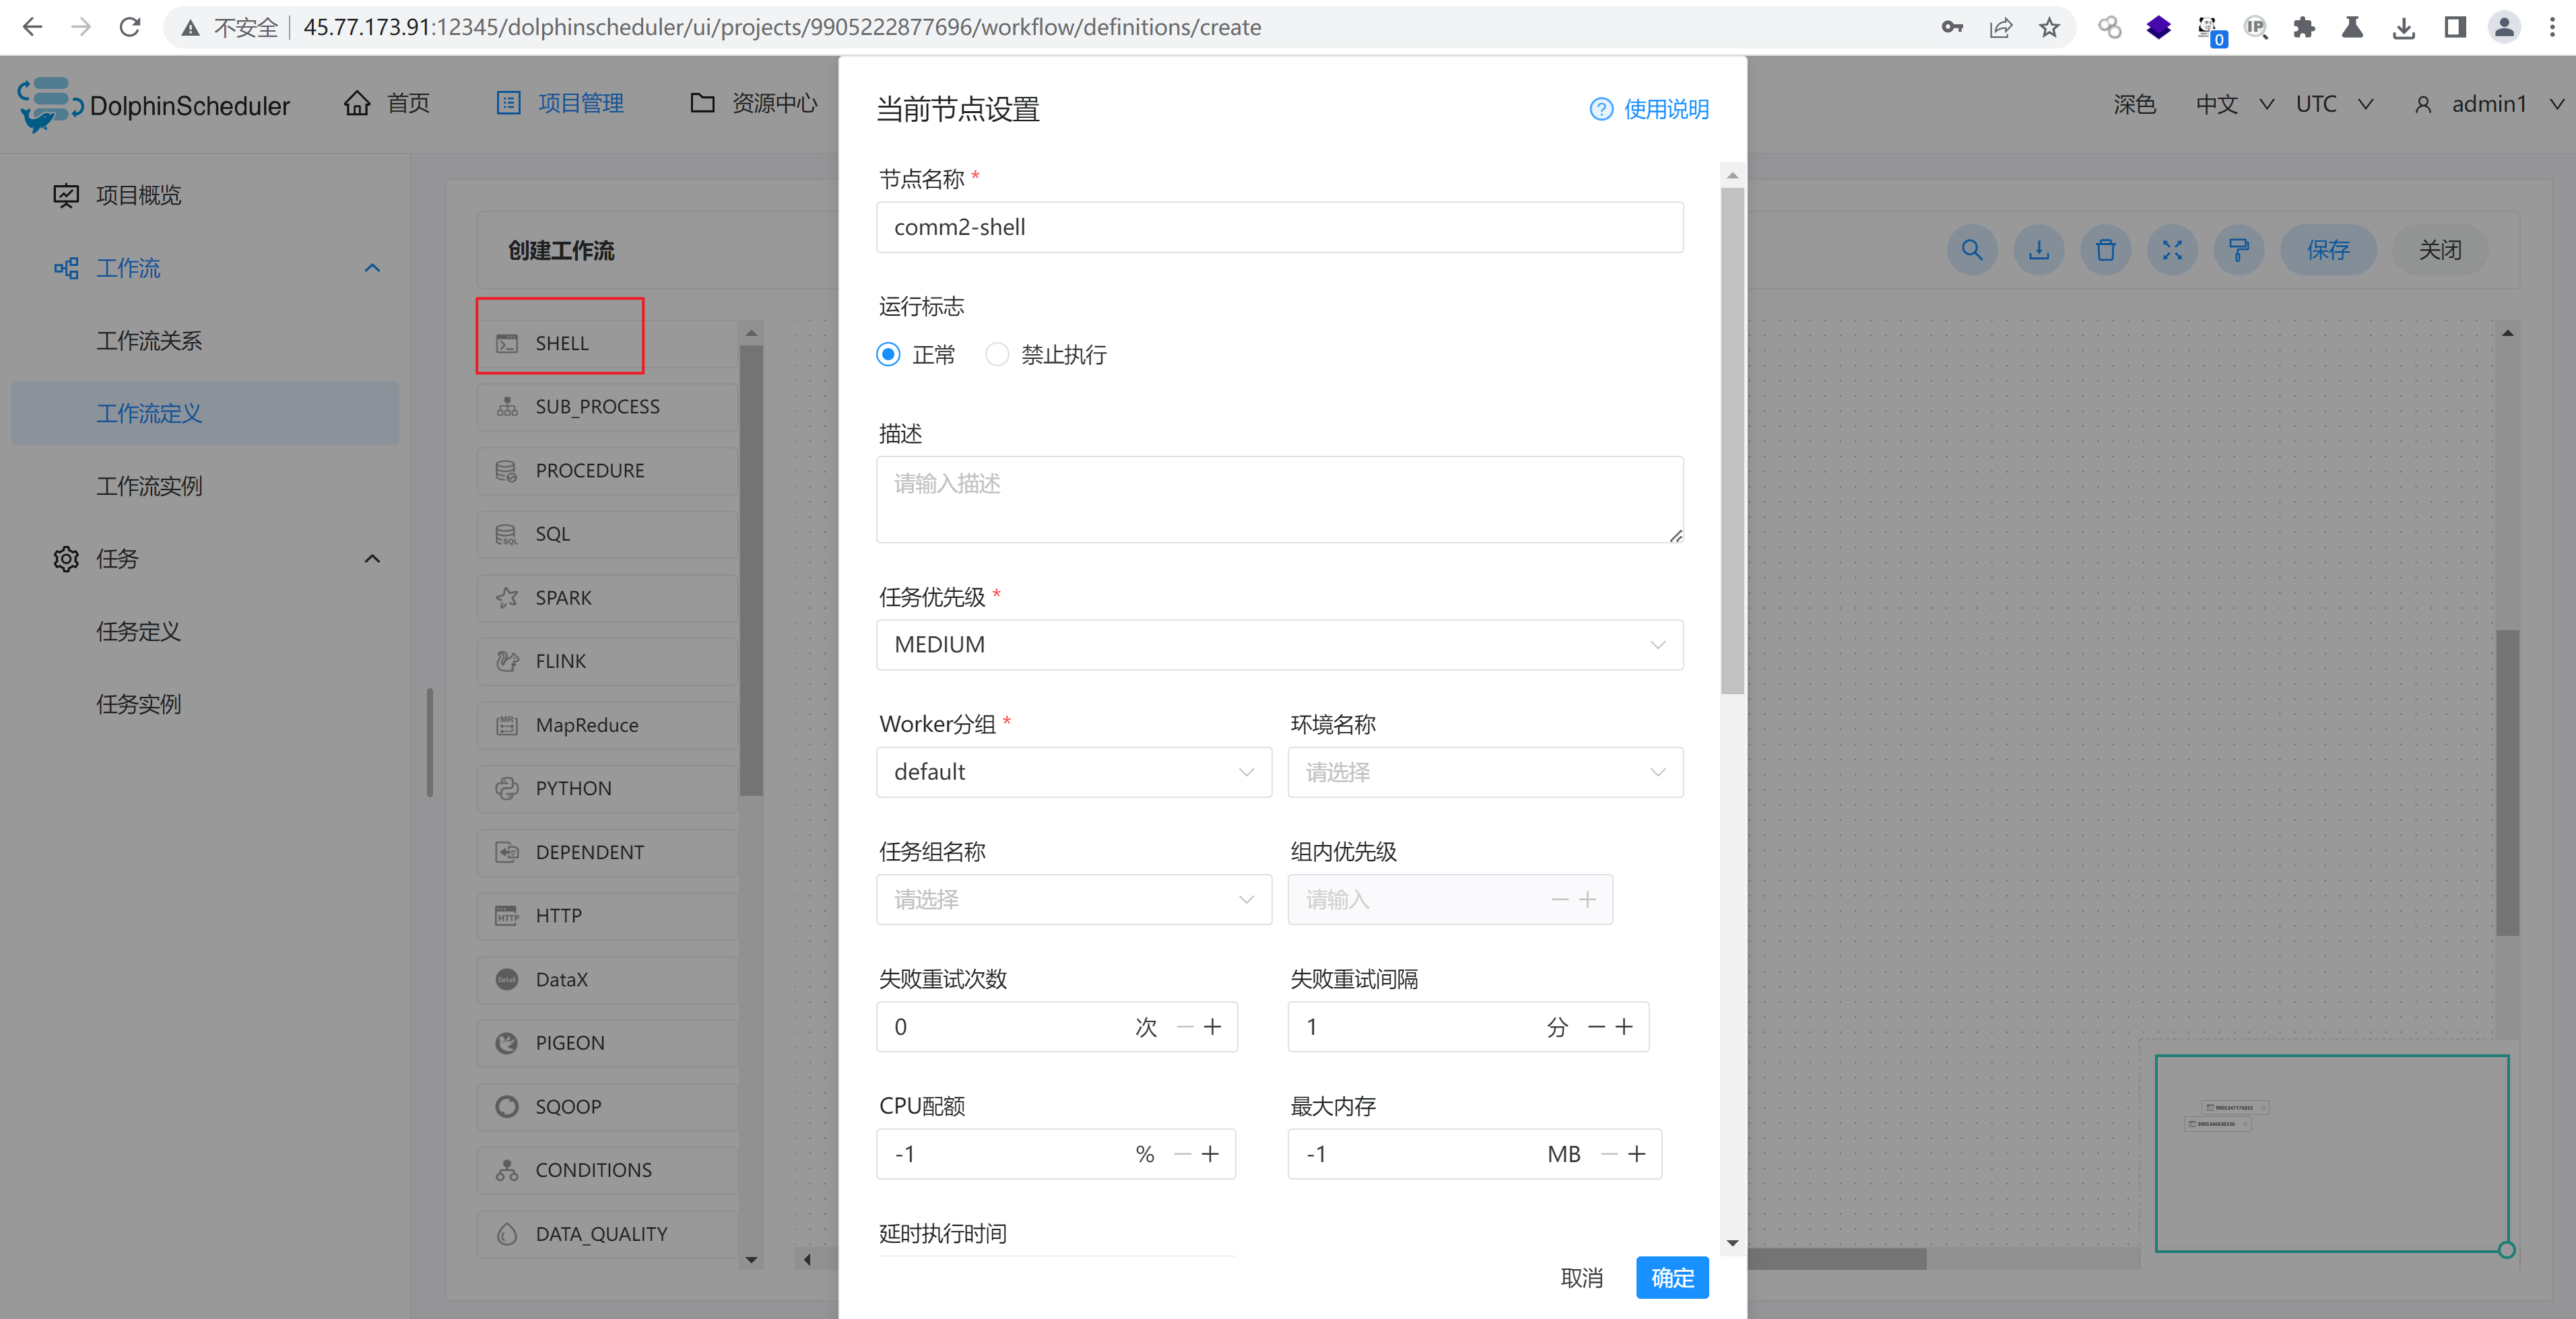 不安全 45.77.173.91:12345/dolphinscheduler/ui/projects/9905222877696/workflow/definitions/create
0
IP
DolphinScheduler
首页
项目管理
资源中心
深色
中文
UTC
admin1
项目概览
工作流
工作流关系
工作流定义
工作流实例
任务
任务定义
任务实例
创建工作流
保存
关闭
SHELL
SUB_PROCESS
PROCEDURE
SQL
SPARK
FLINK
MapReduce
PYTHON
DEPENDENT
HTTP
DataX
PIGEON
SQOOP
CONDITIONS
DATA_QUALITY
当前节点设置
使用说明
节点名称 *
comm2-shell
运行标志
正常 禁止执行
描述
请输入描述
任务优先级 *
MEDIUM
Worker分组 * 环境名称
default 请选择
任务组名称 组内优先级
请选择 请输入
失败重试次数 失败重试间隔
0 次 1 分
CPU配额 最大内存
-1 % -1 MB
延时执行时间
取消 确定